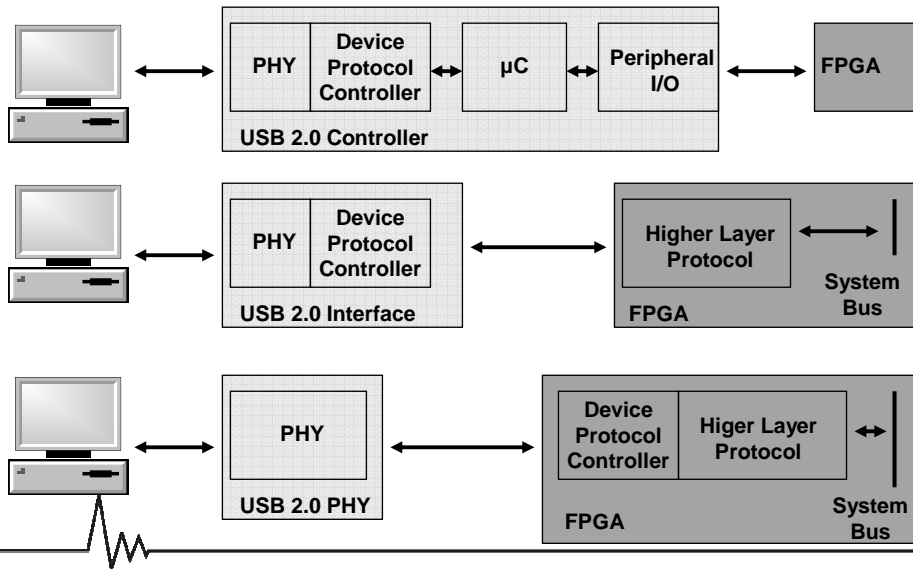 PHY
Device
Protocol
Controller
µC
Peripheral
I/O
USB 2.0 Controller
FPGA
PHY
Device
Protocol
Controller
USB 2.0 Interface
Higher Layer
Protocol
System
Bus
FPGA
PHY
USB 2.0 PHY
Device
Protocol
Controller
Higer Layer
Protocol
System
Bus
FPGA